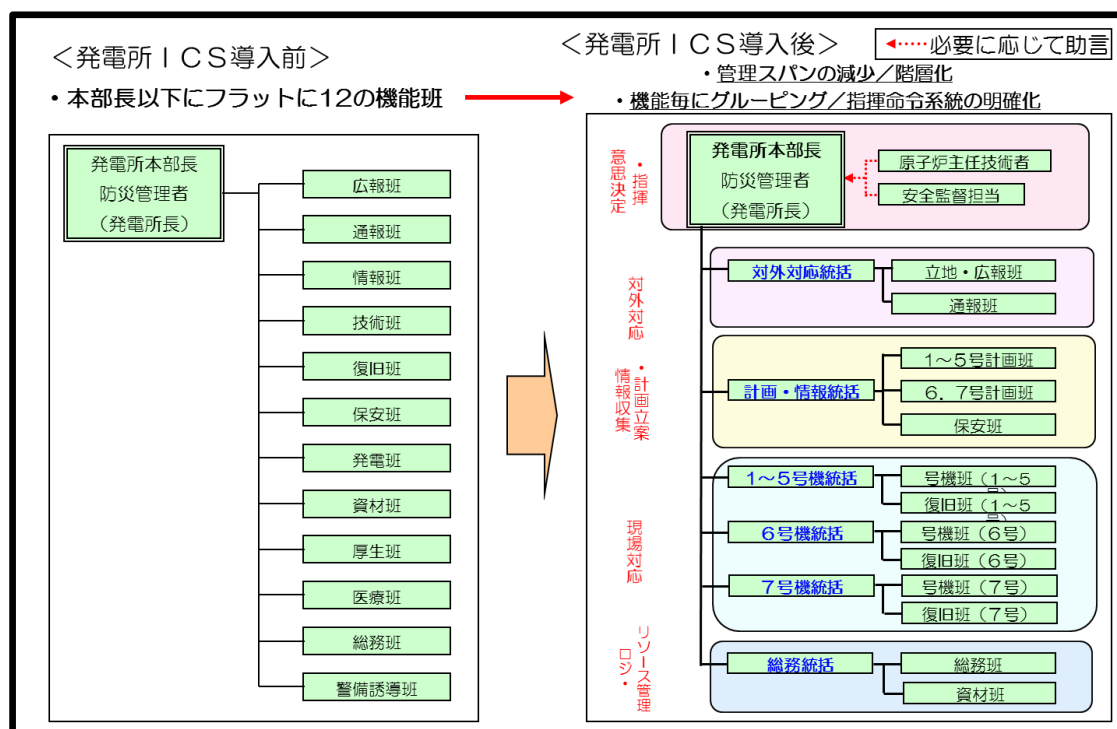 ＜発電所ＩＣＳ導入前＞
・本部長以下にフラットに12の機能班
発電所本部長
防災管理者
（発電所長）
広報班
通報班
情報班
技術班
復旧班
保安班
発電班
資材班
厚生班
医療班
総務班
警備誘導班
＜発電所ＩＣＳ導入後＞
必要に応じて助言
・管理スパンの減少／階層化
・機能毎にグルーピング／指揮命令系統の明確化
意思決定
・指揮
発電所本部長
防災管理者
（発電所長）
原子炉主任技術者
安全監督担当
対外対応
対外対応統括
立地・広報班
通報班
情報収集
・計画立案
計画・情報統括
1～5号計画班
6．7号計画班
保安班
現場対応
1～5号機統括
号機班（1～5
復旧班（1～5
6号機統括
号機班（6号）
復旧班（6号）
7号機統括
号機班（7号）
復旧班（7号）
ロジ・
リソース管理
総務統括
総務班
資材班